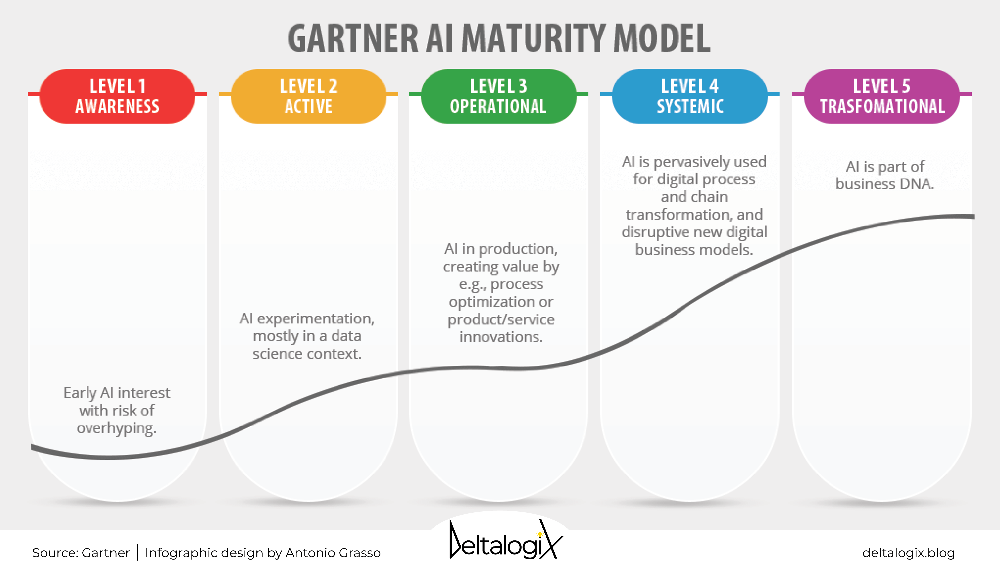 GARTNER AI MATURITY MODEL
LEVEL 1
AWARENESS
Early AI interest
with risk of
overhyping.
LEVEL 2
ACTIVE
AI experimentation,
mostly in a data
science context.
LEVEL 3
OPERATIONAL
AI in production,
creating value by
e.g., process
optimization or
product/service
innovations.
LEVEL 4
SYSTEMIC
AI is pervasively used
for digital process
and chain
transformation, and
disruptive new digital
business models.
LEVEL 5
TRASFOMATIONAL
AI is part of
business DNA.
Source: Gartner | Infographic design by Antonio Grasso
DeltalogiX
deltalogix.blog